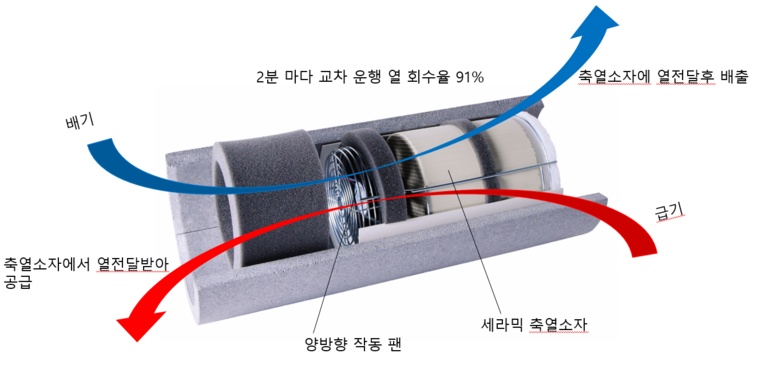 2분 마다 교차 운행 열 회수율 91%
축열소자에 열전달후 배출
배기
급기
축열소자에서 열전달받아
공급
세라믹 축열소자
양방향 작동 팬